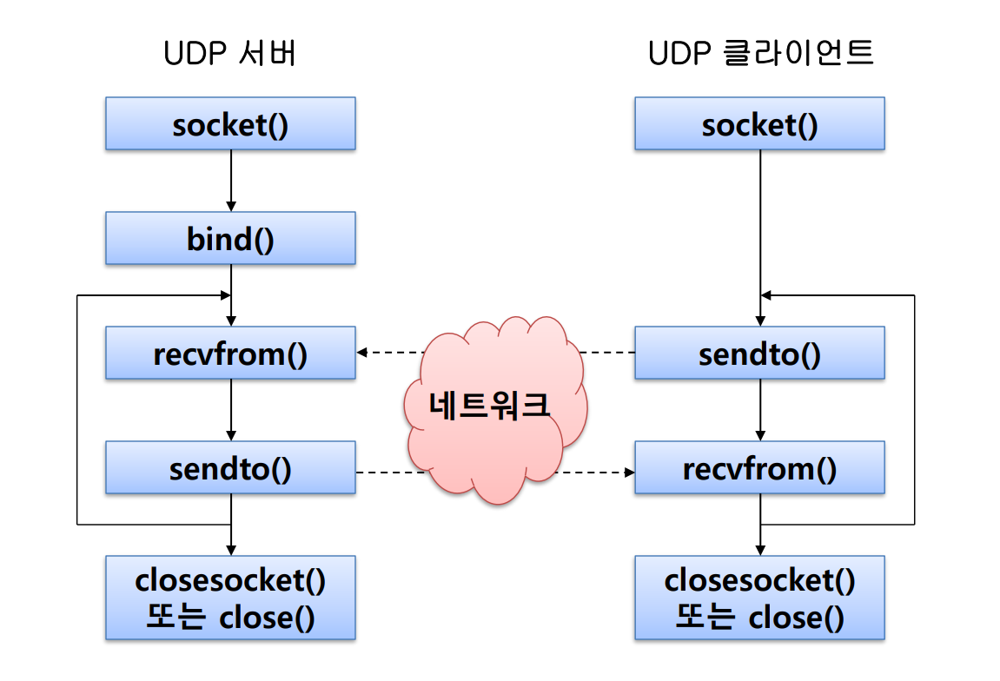 UDP 서버
UDP 클라이언트
socket()
socket()
bind()
recvfrom()
sendto()
네트워크
sendto()
recvfrom()
closesocket()
또는 close()
closesocket()
또는 close()